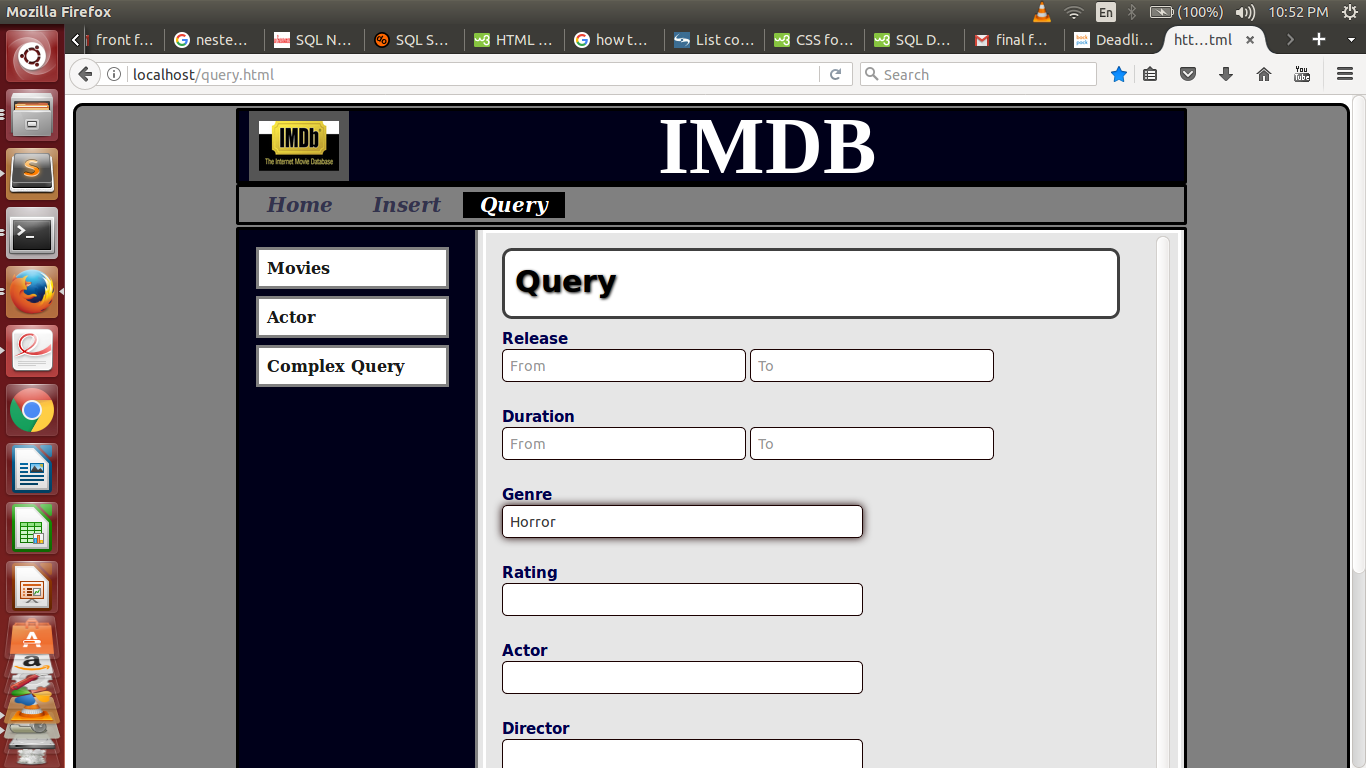 Mozilla Firefox
En
(100%)
10:52 PM
front f...
neste...
SQL N...
SQL S...
HTML ...
how t...
List co...
CSS fo...
SQL D...
final f...
Deadli...
htt...tml
localhost/query.html
Search
You
Tube
IMDb
The Internet Movie Database
IMDB
Home
Insert
Query
Movies
Actor
Complex Query
Query
Release
From
To
Duration
From
To
Genre
Horror
Rating
Actor
Director